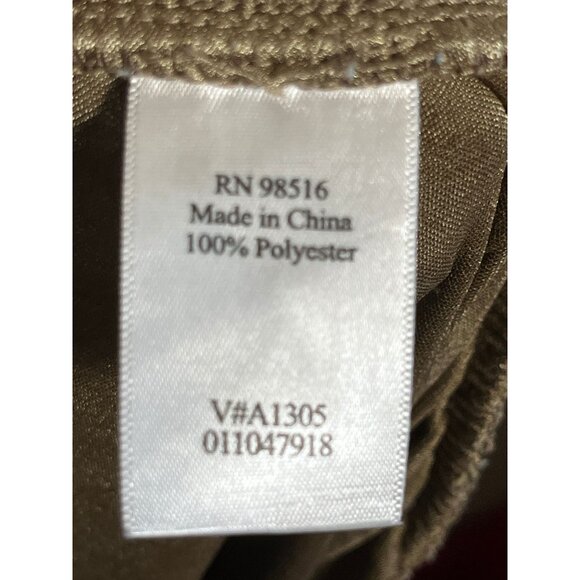 RN 98516
Made in China
100% Polyester
V#A1305
011047918